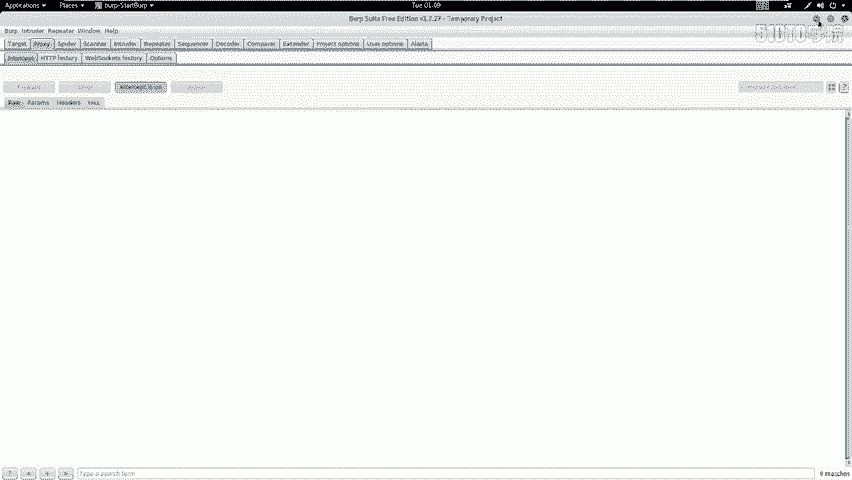 Applications Places burp-StartBurp Tue 01:09
Burp Suite Free Edition v1.7.27 - Temporary Project
Burp Intruder Repeater Window Help
Target Proxy Spider Scanner Intruder Repeater Sequencer Decoder Comparer Extender Project options User options Alerts
Intercept HTTP history WebSockets history Options
Forward Drop Intercept is on Action
Raw Params Headers Hex
Type a search term 0 matches